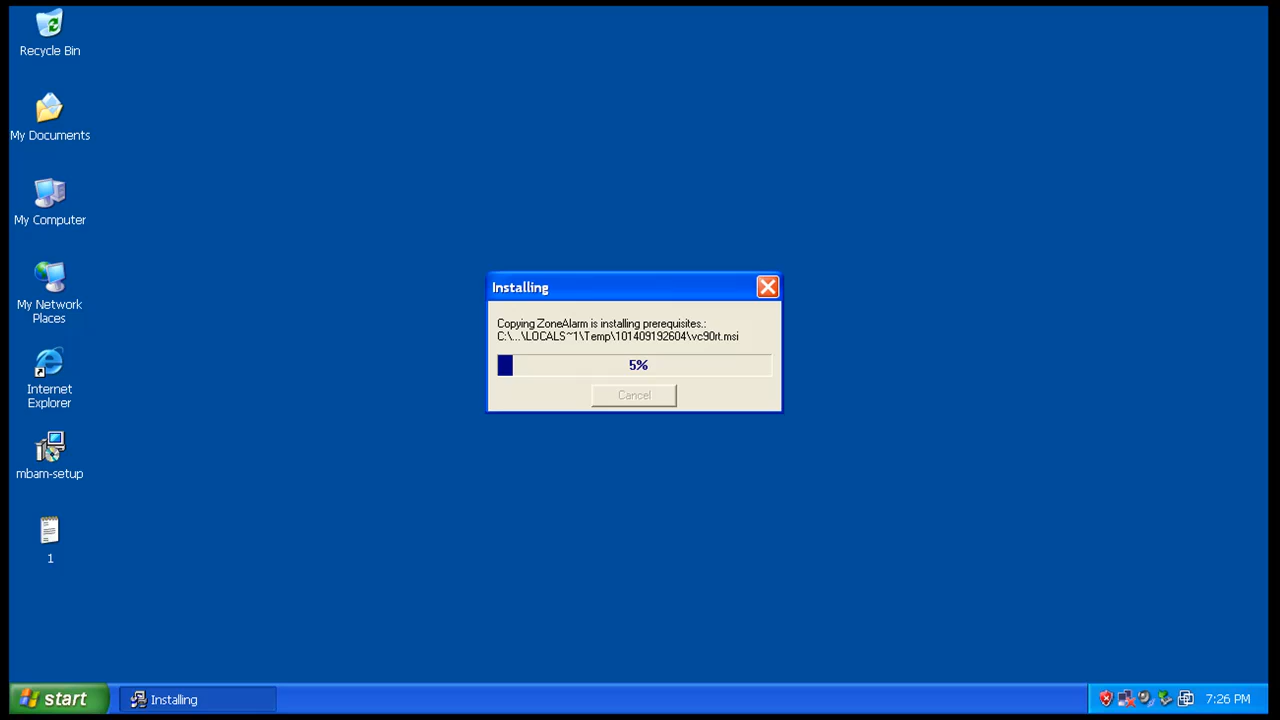 Recycle Bin
My Documents
My Computer
My Network
Places
Internet
Explorer
mbam-setup
1
Installing
Copying ZoneAlarm is installing prerequisites.:
C:\...\LOCALS~1\Temp\101409192604\vc90rt.msi
5%
Cancel
start
Installing
7:26 PM